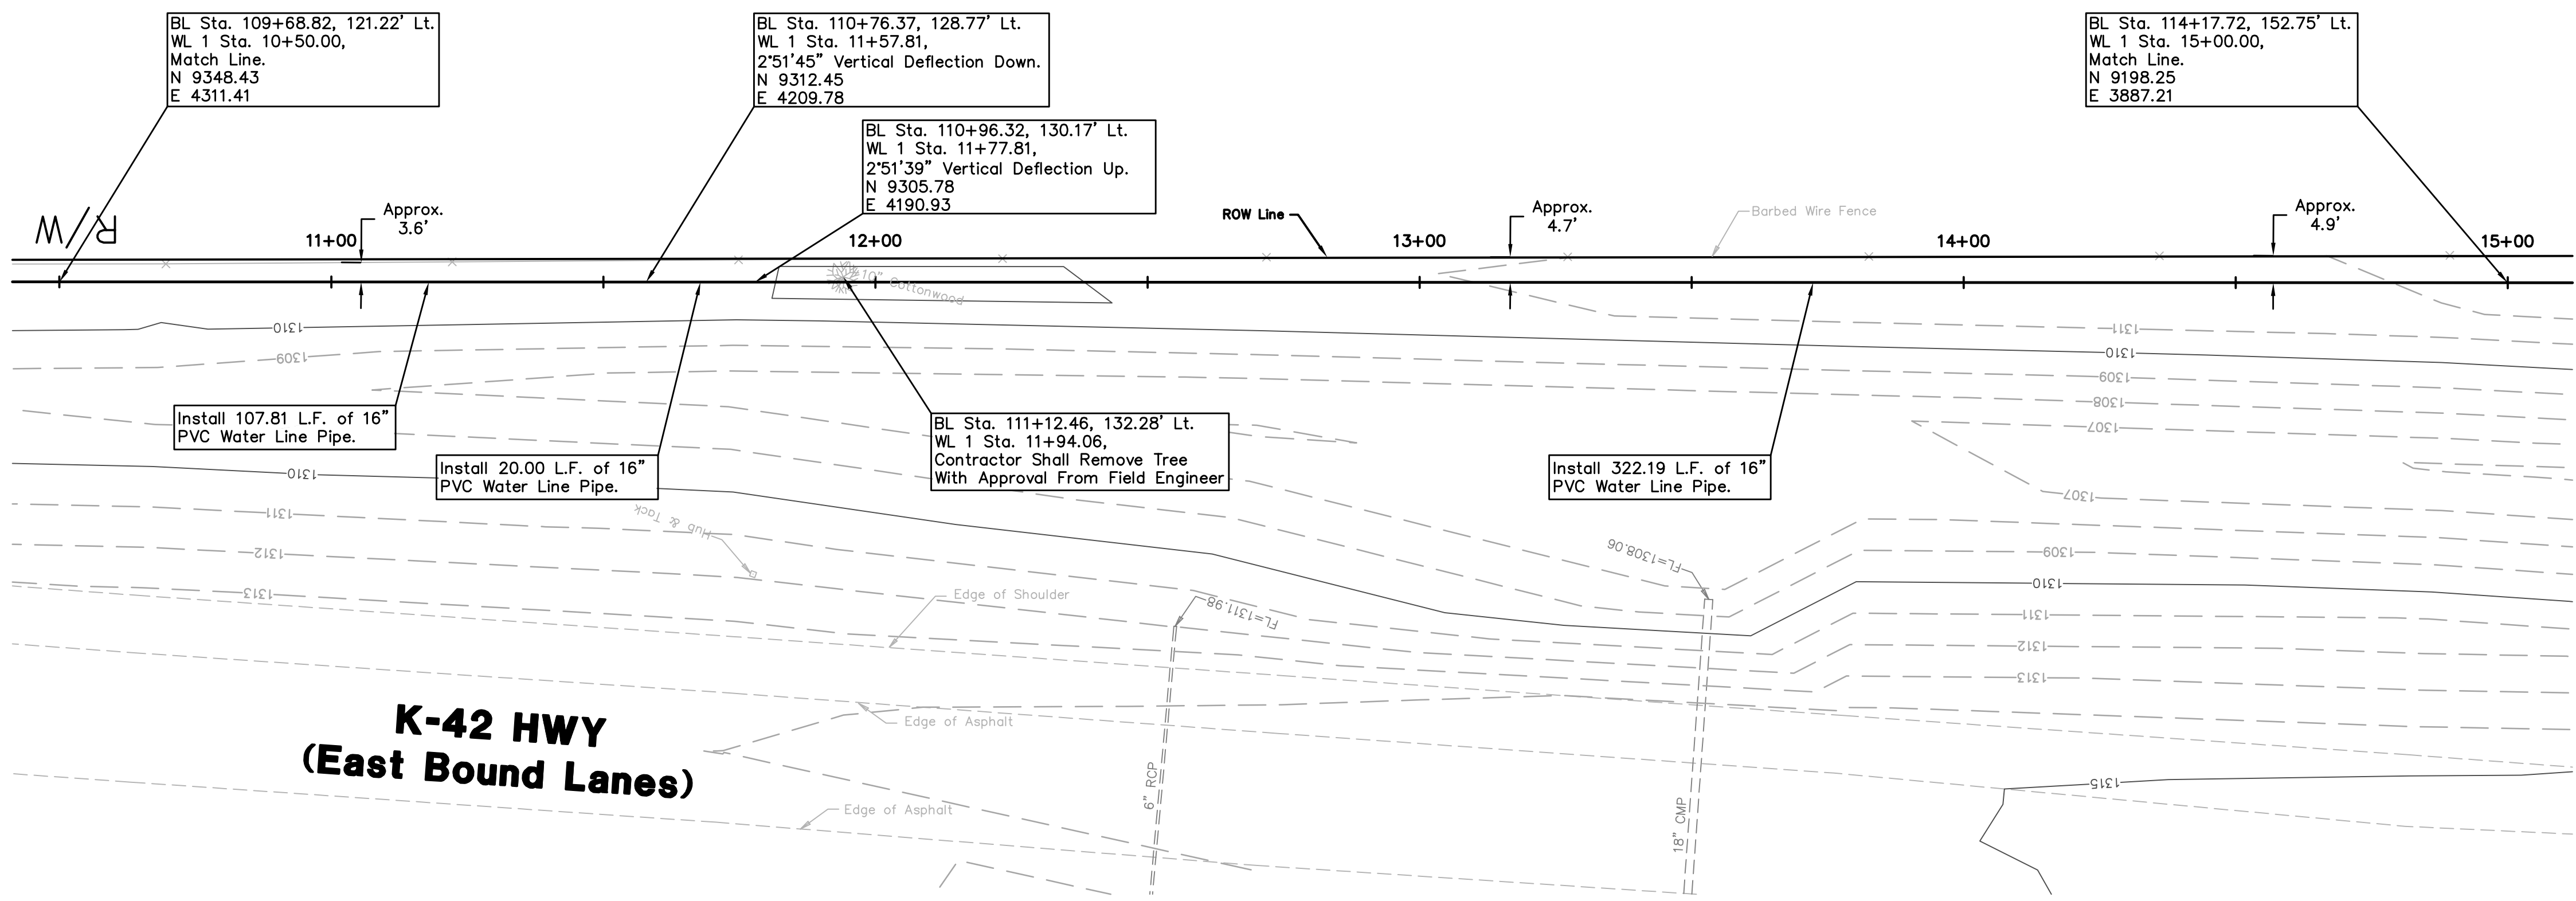 BL Sta. 109+68.82, 121.22' Lt.
WL 1 Sta. 10+50.00,
Match Line.
N 9348.43
E 4311.41
BL Sta. 110+76.37, 128.77' Lt.
WL 1 Sta. 11+57.81,
2°51'45" Vertical Deflection Down.
N 9312.45
E 4209.78
BL Sta. 114+17.72, 152.75' Lt.
WL 1 Sta. 15+00.00,
Match Line.
N 9198.25
E 3887.21
BL Sta. 110+96.32, 130.17' Lt.
WL 1 Sta. 11+77.81,
2°51'39" Vertical Deflection Up.
N 9305.78
E 4190.93
R/W
Approx.
3.6'
ROW Line
Approx.
4.7'
Barbed Wire Fence
Approx.
4.9'
11+00
12+00
13+00
14+00
15+00
10" Cottonwood
1310
1309
1311
1310
1309
1308
1307
Install 107.81 L.F. of 16"
PVC Water Line Pipe.
Install 20.00 L.F. of 16"
PVC Water Line Pipe.
BL Sta. 111+12.46, 132.28' Lt.
WL 1 Sta. 11+94.06,
Contractor Shall Remove Tree
With Approval From Field Engineer
Install 322.19 L.F. of 16"
PVC Water Line Pipe.
1310
1311
1312
1313
Hub & Tack
1307
1309
1310
1311
1312
1313
FL=1308.06
FL=1311.98
Edge of Shoulder
Edge of Asphalt
Edge of Asphalt
K-42 HWY
(East Bound Lanes)
6" RCP
18" CMP
1315